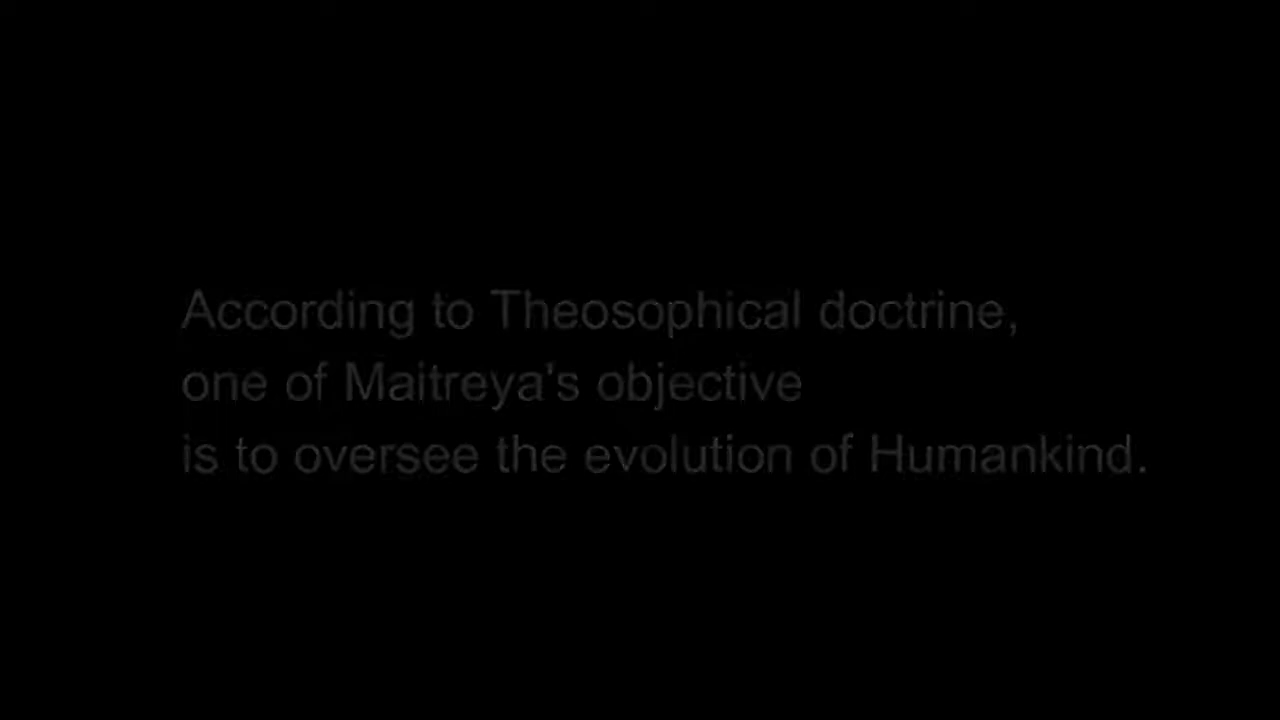 According to Theosophical doctrine,
one of Maitreya's objective
is to oversee the evolution of Humankind.